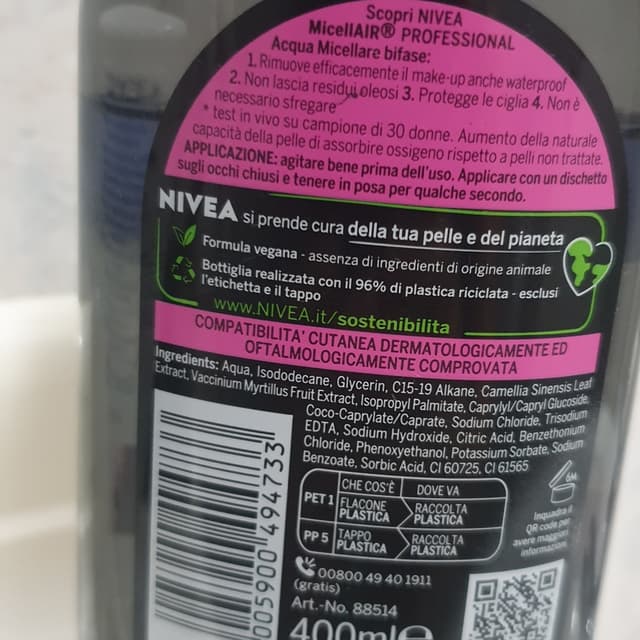 Scopri NIVEA
MicellAIR® PROFESSIONAL
Acqua Micellare bifase:
1. Rimuove efficacemente il make-up anche waterproof
2. Non lascia residui oleosi 3. Protegge le ciglia 4. Non è
necessario sfregare
* test in vivo su campione di 30 donne. Aumento della naturale
capacità della pelle di assorbire ossigeno rispetto a pelli non trattate.
APPLICAZIONE: agitare bene prima dell'uso. Applicare con un dischetto
sugli occhi chiusi e tenere in posa per qualche secondo.
NIVEA si prende cura della tua pelle e del pianeta
Formula vegana - assenza di ingredienti di origine animale
Bottiglia realizzata con il 96% di plastica riciclata - esclusi
l'etichetta e il tappo
www.NIVEA.it/sostenibilita
COMPATIBILITA' CUTANEA DERMATOLOGICAMENTE ED
OFTALMOLOGICAMENTE COMPROVATA
Ingredients: Aqua, Isododecane, Glycerin, C15-19 Alkane, Camellia Sinensis Leaf
Extract, Vaccinium Myrtillus Fruit Extract, Isopropyl Palmitate, Caprylyl/Capryl Glucoside,
Coco-Caprylate/Caprate, Sodium Chloride, Trisodium
EDTA, Sodium Hydroxide, Citric Acid, Benzethonium
Chloride, Phenoxyethanol, Potassium Sorbate, Sodium
Benzoate, Sorbic Acid, CI 60725, CI 61565
6M
CHE COS'È DOVE VA
PET 1 FLACONE PLASTICA RACCOLTA PLASTICA
PP 5 TAPPO PLASTICA RACCOLTA PLASTICA
Inquadra il
QR code per
avere maggiori
informazioni.
00800 49 40 1911
(gratis)
Art.-No. 88514
400ml e
005900 494733